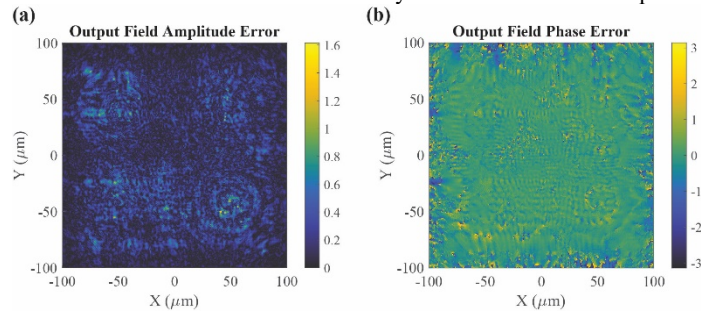 (a)
Output Field Amplitude Error
100
50
0
-50
-100
Y (μm)
-100 -50 0 50 100
X (μm)
1.6
1.4
1.2
1
0.8
0.6
0.4
0.2
0
(b)
Output Field Phase Error
100
50
0
-50
-100
Y (μm)
-100 -50 0 50 100
X (μm)
3
2
1
0
-1
-2
-3